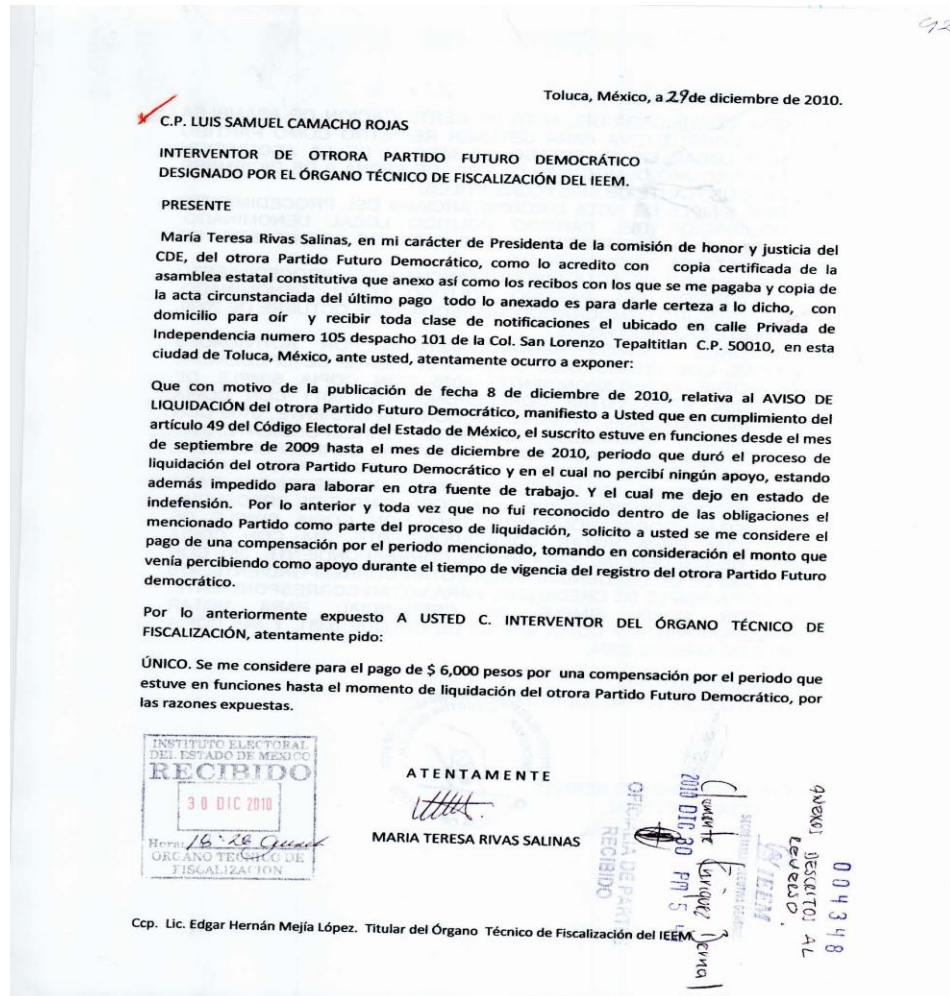 Toluca, México, a 29 de diciembre de 2010.
C.P. LUIS SAMUEL CAMACHO ROJAS
INTERVENTOR DE OTRORA PARTIDO FUTURO DEMOCRÁTICO
DESIGNADO POR EL ÓRGANO TÉCNICO DE FISCALIZACIÓN DEL IEEM.
PRESENTE
María Teresa Rivas Salinas, en mi carácter de Presidenta de la comisión de honor y justicia del
CDE, del otrora Partido Futuro Democrático, como lo acredito con copia certificada de la
asamblea estatal constitutiva que anexo así como los recibos con los que se me pagaba y copia de
la acta circunstanciada del último pago todo lo anexado es para darle certeza a lo dicho, con
domicilio para oír y recibir toda clase de notificaciones el ubicado en calle Privada de
Independencia numero 105 despacho 101 de la Col. San Lorenzo Tepaltitlan C.P. 50010, en esta
ciudad de Toluca, México, ante usted, atentamente ocurro a exponer:
Que con motivo de la publicación de fecha 8 de diciembre de 2010, relativa al AVISO DE
LIQUIDACIÓN del otrora Partido Futuro Democrático, manifiesto a Usted que en cumplimiento del
artículo 49 del Código Electoral del Estado de México, el suscrito estuve en funciones desde el mes
de septiembre de 2009 hasta el mes de diciembre de 2010, periodo que duró el proceso de
liquidación del otrora Partido Futuro Democrático y en el cual no percibí ningún apoyo, estando
además impedido para laborar en otra fuente de trabajo. Y el cual me dejo en estado de
indefensión. Por lo anterior y toda vez que no fui reconocido dentro de las obligaciones el
mencionado Partido como parte del proceso de liquidación, solicito a usted se me considere el
pago de una compensación por el periodo mencionado, tomando en consideración el monto que
venía percibiendo como apoyo durante el tiempo de vigencia del registro del otrora Partido Futuro
democrático.
Por lo anteriormente expuesto A USTED C. INTERVENTOR DEL ÓRGANO TÉCNICO DE
FISCALIZACIÓN, atentamente pido:
ÚNICO. Se me considere para el pago de $ 6,000 pesos por una compensación por el periodo que
estuve en funciones hasta el momento de liquidación del otrora Partido Futuro Democrático, por
las razones expuestas.
INSTITUTO ELECTORAL
DEL ESTADO DE MEXICO
RECIBIDO
30 DIC 2010
Hora: 18:28
ORGANO TECNICO DE
FISCALIZACION
ATENTAMENTE
MARIA TERESA RIVAS SALINAS
004348
Anexos DESCRITOS AL
Reverso.
IEEM
Clemente Enriquez Bernal
2010 DIC 30 PM 5
OFICIALIA DE PARTES
RECIBIDO
Ccp. Lic. Edgar Hernán Mejía López. Titular del Órgano Técnico de Fiscalización del IEEM